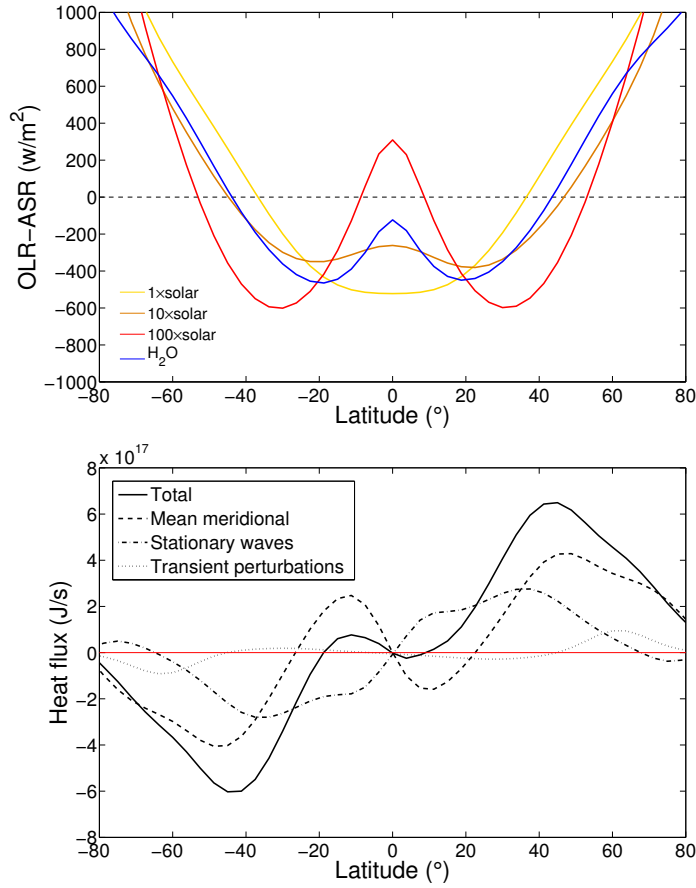 1000
800
600
400
200
0
−200
−400
−600
−800
−1000
OLR−ASR (w/m²)
1×solar
10×solar
100×solar
H₂O
−80 −60 −40 −20 0 20 40 60 80
Latitude (°)
x 10¹⁷
8
6
4
2
0
−2
−4
−6
−8
Heat flux (J/s)
Total
Mean meridional
Stationary waves
Transient perturbations
−80 −60 −40 −20 0 20 40 60 80
Latitude (°)